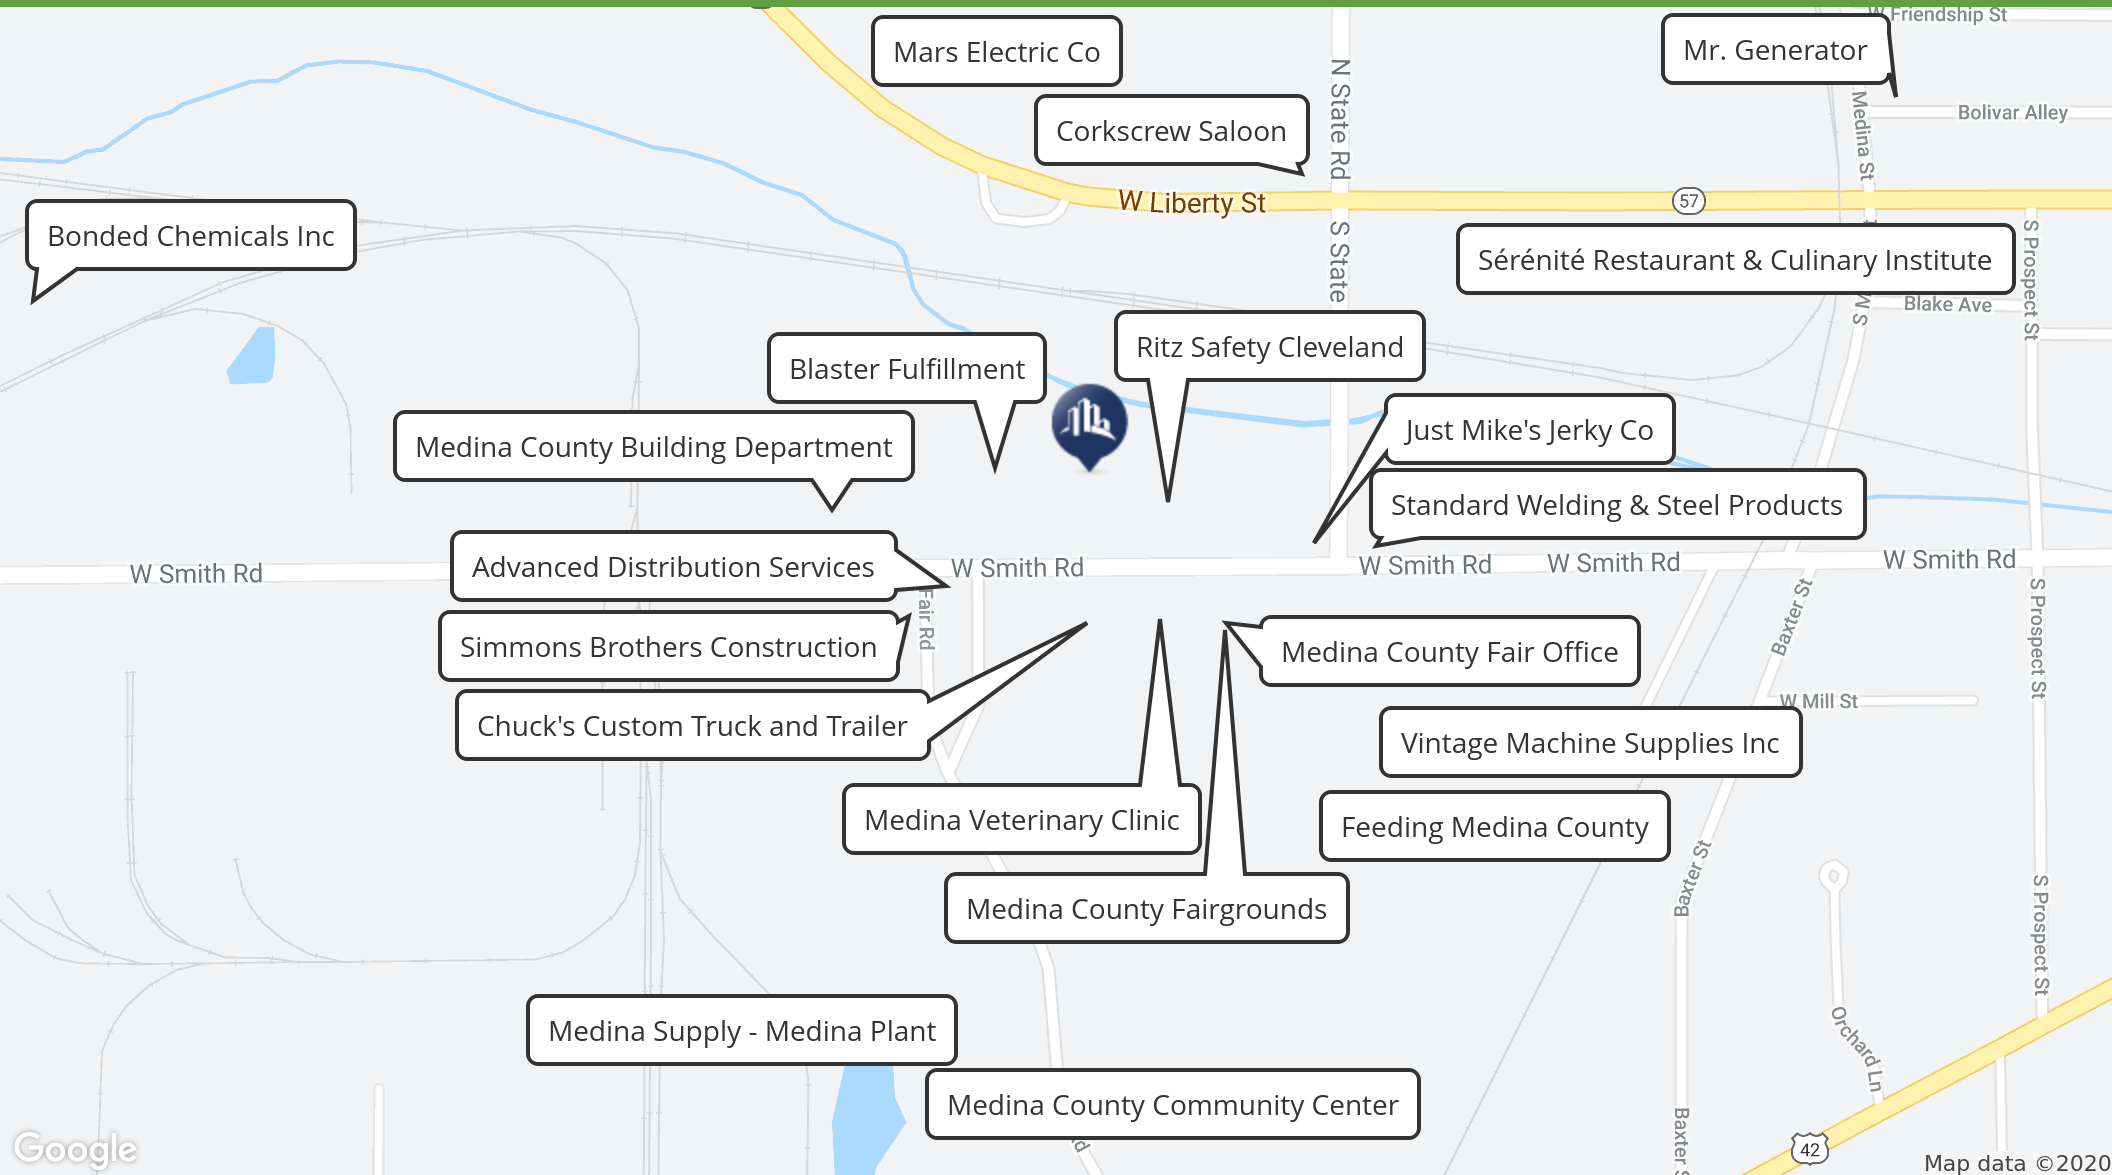 W Friendship St
Mars Electric Co
Mr. Generator
N State Rd
Medina St
Bolivar Alley
Corkscrew Saloon
W Liberty St
57
Bonded Chemicals Inc
S State
Sérénité Restaurant & Culinary Institute
S Prospect St
Blake Ave
Ritz Safety Cleveland
Blaster Fulfillment
Just Mike's Jerky Co
Medina County Building Department
Standard Welding & Steel Products
W Smith Rd
Advanced Distribution Services
W Smith Rd
W Smith Rd
W Smith Rd
W Smith Rd
Fair Rd
Baxter St
S Prospect St
Simmons Brothers Construction
Medina County Fair Office
W Mill St
Chuck's Custom Truck and Trailer
Vintage Machine Supplies Inc
Medina Veterinary Clinic
Feeding Medina County
Baxter St
Medina County Fairgrounds
S Prospect St
Medina Supply - Medina Plant
Orchard Ln
Medina County Community Center
Baxter S
42
Google
Map data ©2020